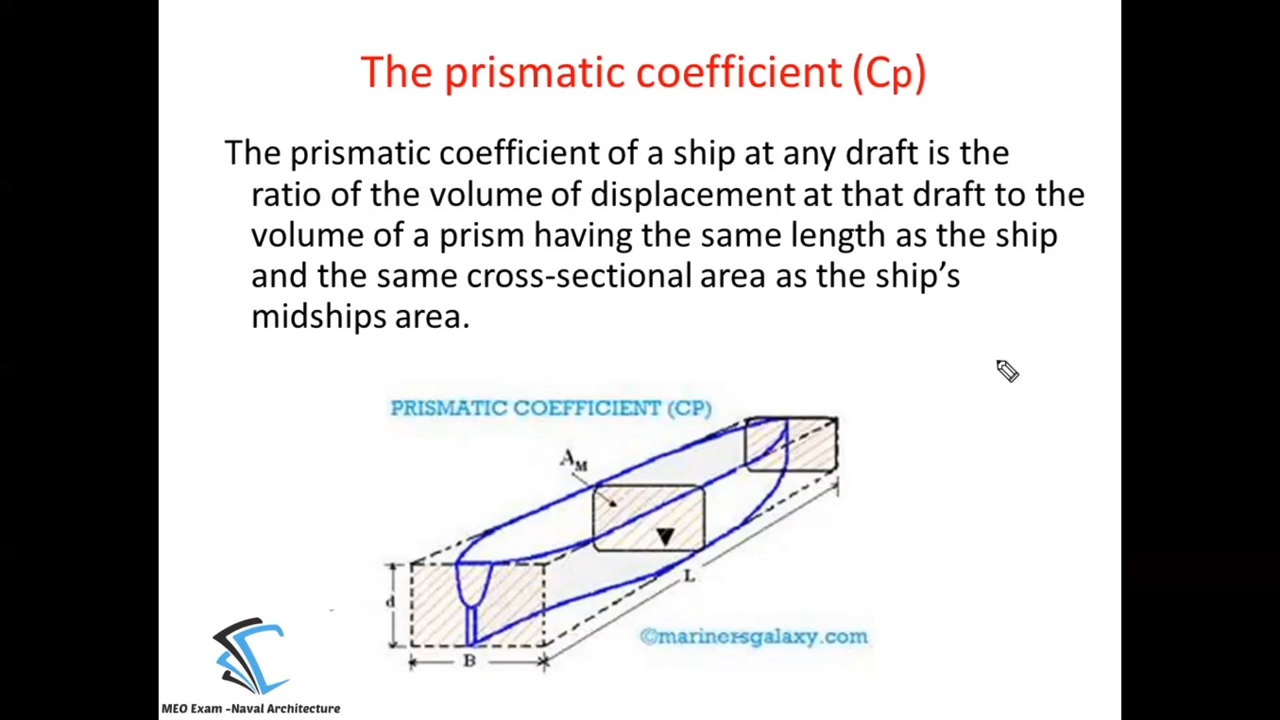 The prismatic coefficient (Cp)
The prismatic coefficient of a ship at any draft is the
ratio of the volume of displacement at that draft to the
volume of a prism having the same length as the ship
and the same cross-sectional area as the ship’s
midships area.
PRISMATIC COEFFICIENT (CP)
AM
d
L
B
©marinersgalaxy.com
MEO Exam -Naval Architecture